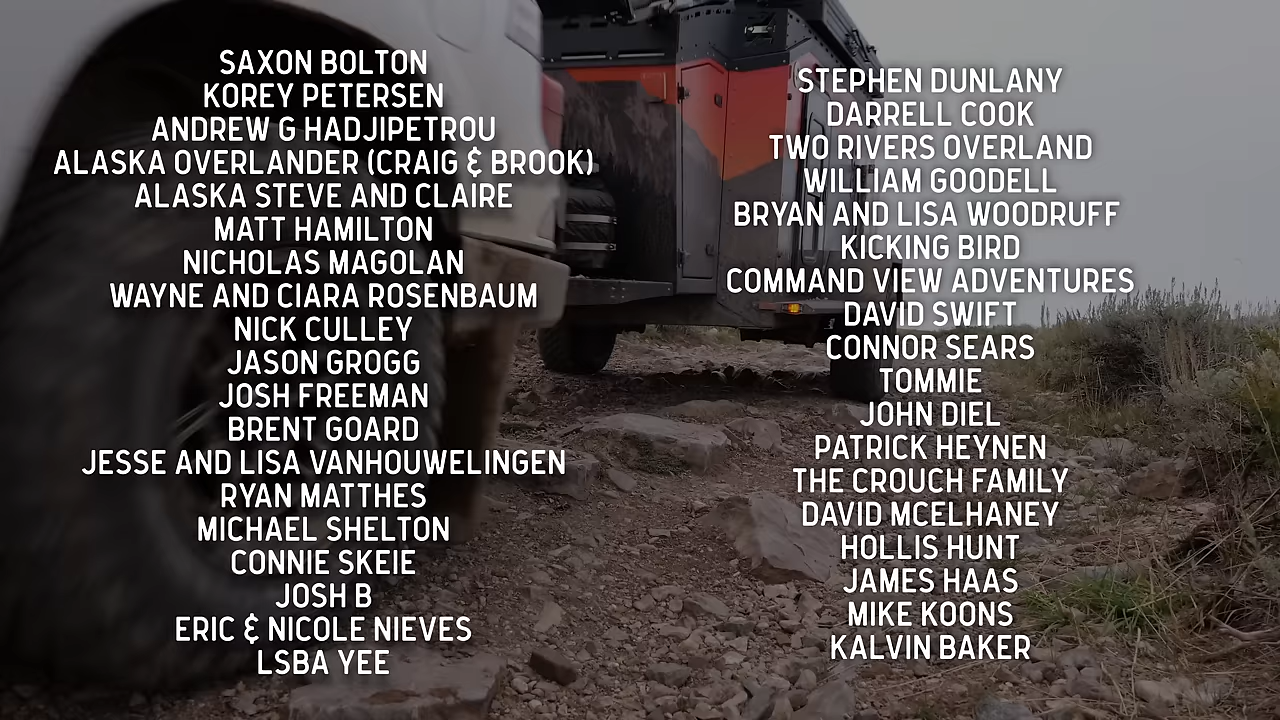 SAXON BOLTON
KOREY PETERSEN
ANDREW G HADJIPETROU
ALASKA OVERLANDER (CRAIG & BROOK)
ALASKA STEVE AND CLAIRE
MATT HAMILTON
NICHOLAS MAGOLAN
WAYNE AND CIARA ROSENBAUM
NICK CULLEY
JASON GROGG
JOSH FREEMAN
BRENT GOARD
JESSE AND LISA VANHOUWELINGEN
RYAN MATTHES
MICHAEL SHELTON
CONNIE SKEIE
JOSH B
ERIC & NICOLE NIEVES
LSBA YEE
STEPHEN DUNLANY
DARRELL COOK
TWO RIVERS OVERLAND
WILLIAM GOODELL
BRYAN AND LISA WOODRUFF
KICKING BIRD
COMMAND VIEW ADVENTURES
DAVID SWIFT
CONNOR SEARS
TOMMIE
JOHN DIEL
PATRICK HEYNEN
THE CROUCH FAMILY
DAVID MCELHANEY
HOLLIS HUNT
JAMES HAAS
MIKE KOONS
KALVIN BAKER